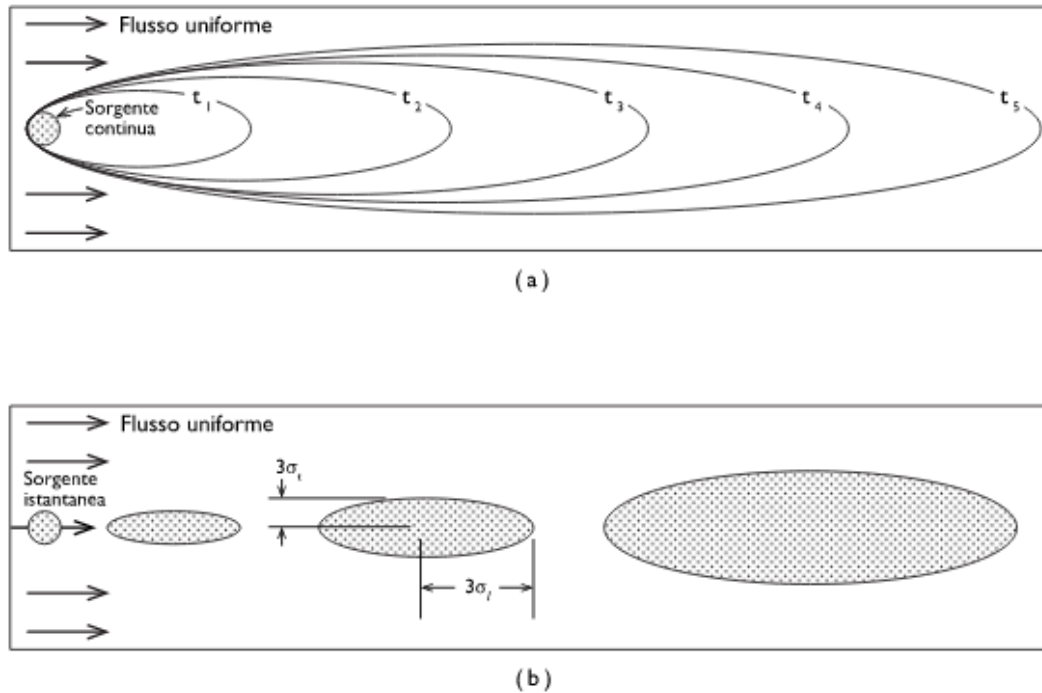 Flusso uniforme
t1 t2 t3 t4 t5
Sorgente
continua
(a)
Flusso uniforme
Sorgente
istantanea
3σt
3σl
(b)